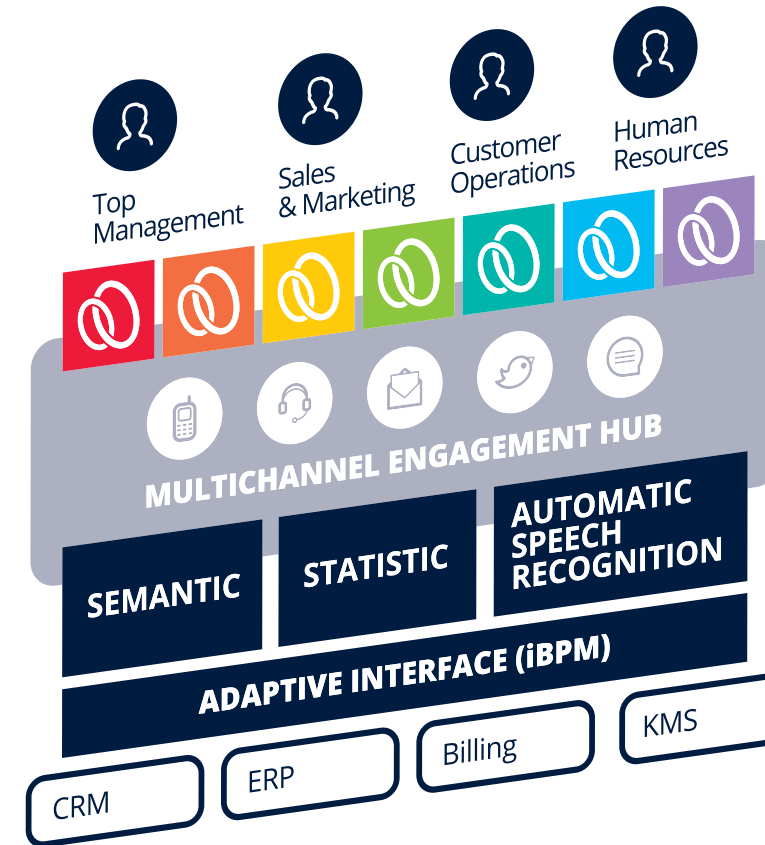 Top
Management
Sales
& Marketing
Customer
Operations
Human
Resources
MULTICHANNEL ENGAGEMENT HUB
SEMANTIC
STATISTIC
AUTOMATIC
SPEECH
RECOGNITION
ADAPTIVE INTERFACE (iBPM)
CRM
ERP
Billing
KMS